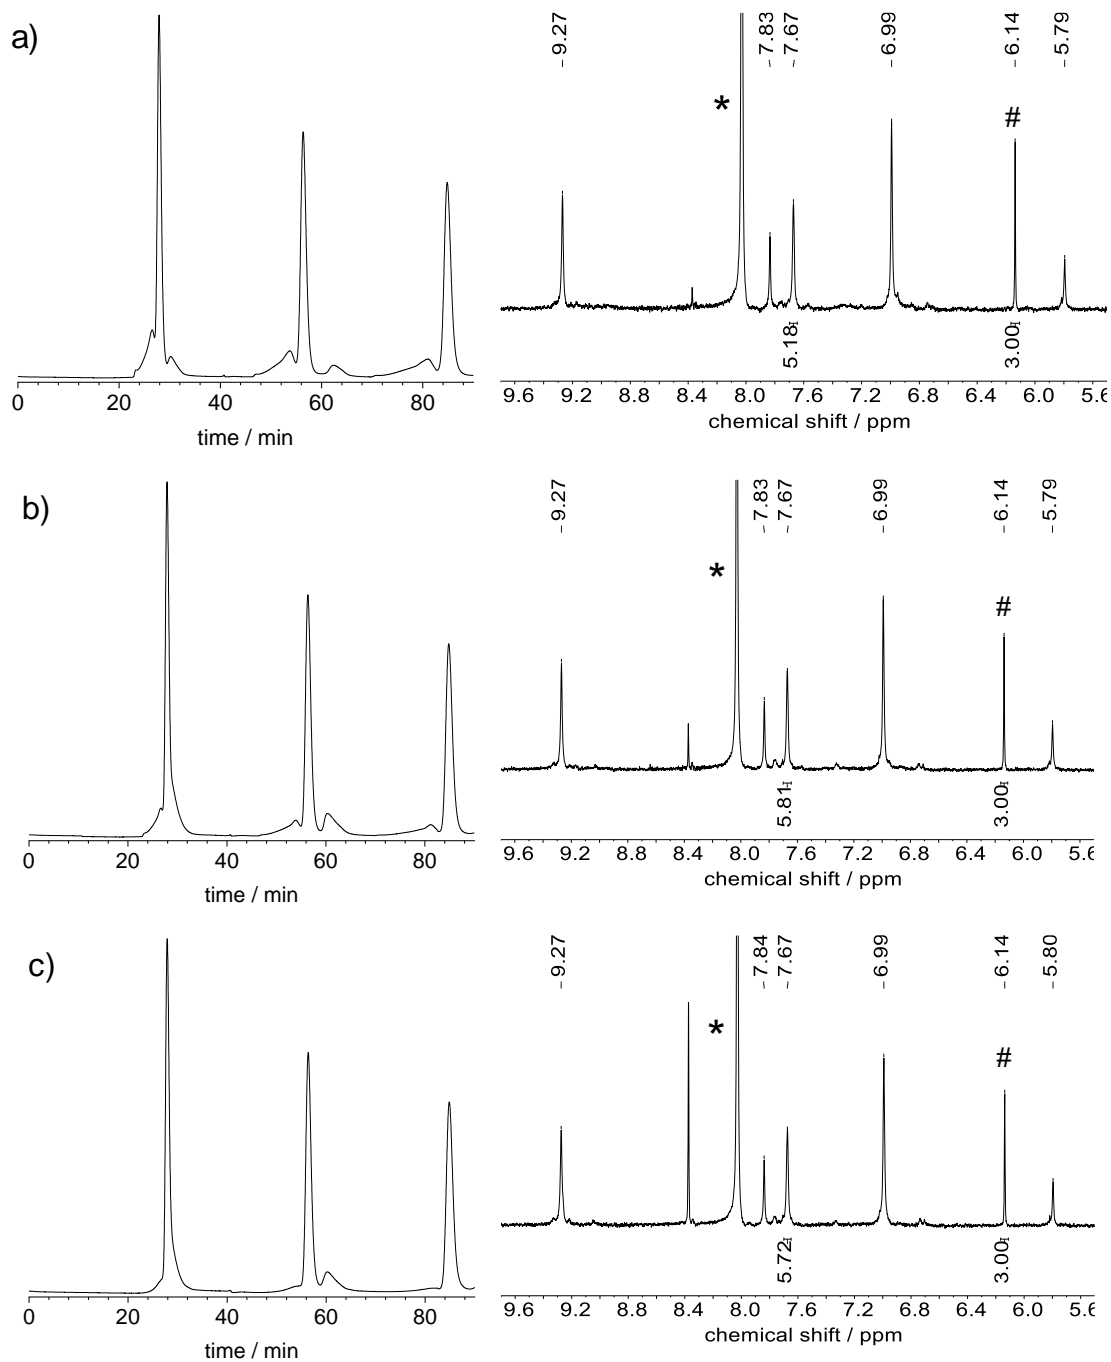 a)
9.27 7.83 7.67 6.99 6.14 5.79
* #
5.18 3.00
0 20 40 60 80
time / min
9.6 9.2 8.8 8.4 8.0 7.6 7.2 6.8 6.4 6.0 5.6
chemical shift / ppm
b)
9.27 7.83 7.67 6.99 6.14 5.79
* #
5.81 3.00
0 20 40 60 80
time / min
9.6 9.2 8.8 8.4 8.0 7.6 7.2 6.8 6.4 6.0 5.6
chemical shift / ppm
c)
9.27 7.84 7.67 6.99 6.14 5.80
* #
5.72 3.00
0 20 40 60 80
time / min
9.6 9.2 8.8 8.4 8.0 7.6 7.2 6.8 6.4 6.0 5.6
chemical shift / ppm